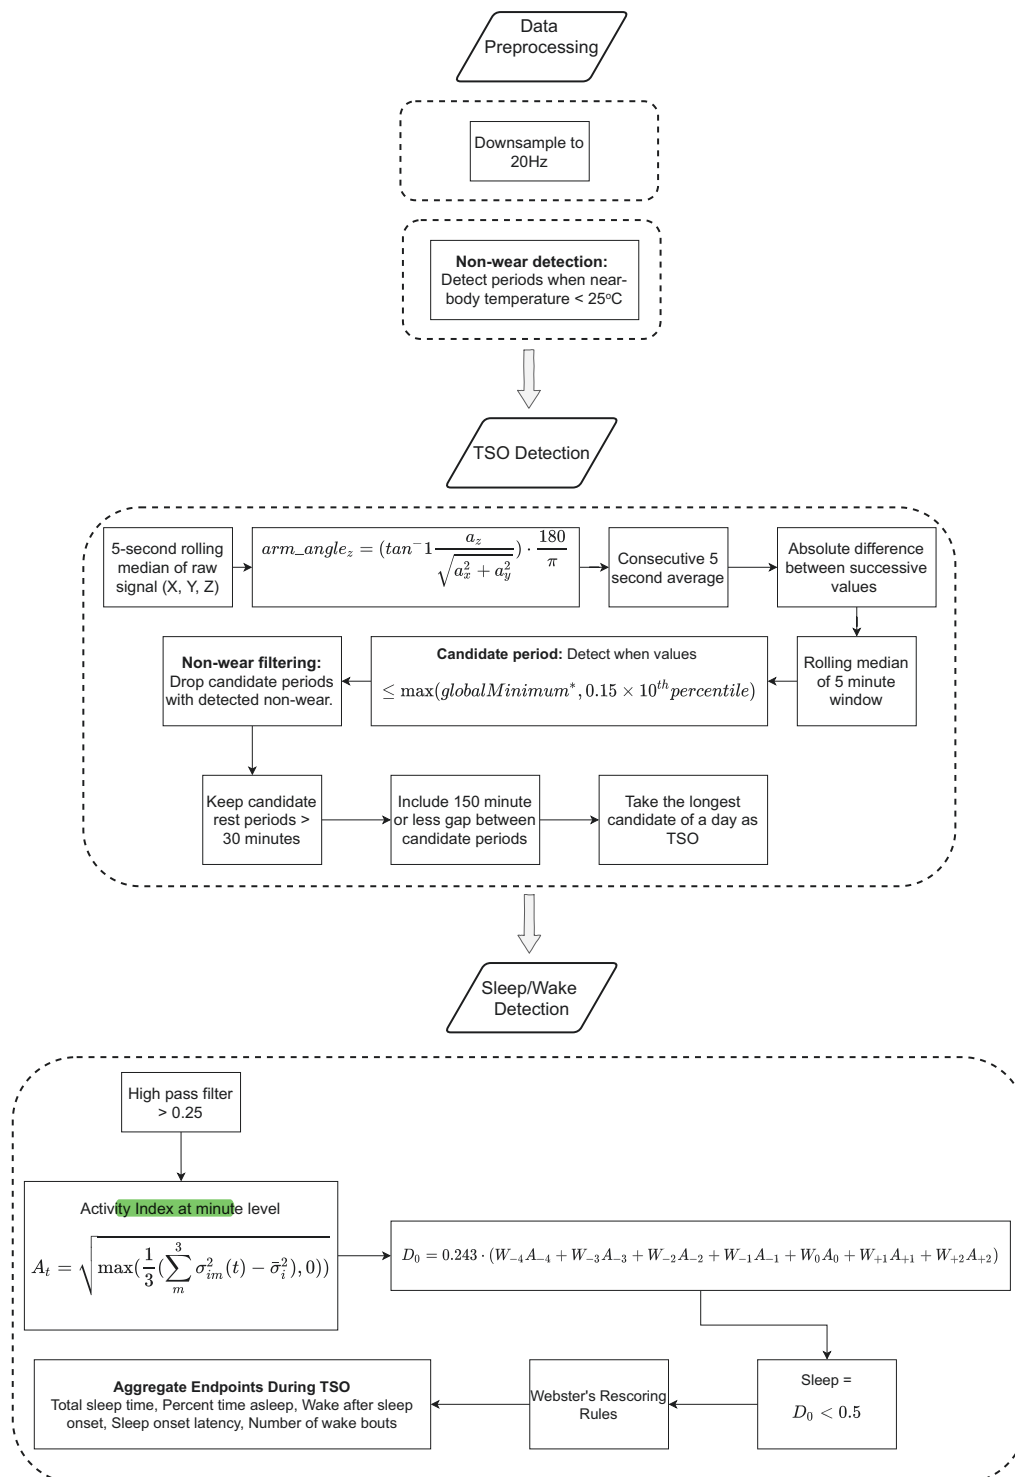 Data
Preprocessing
Downsample to
20Hz
Non-wear detection:
Detect periods when near-
body temperature < 25°C
TSO Detection
5-second rolling
median of raw
signal (X, Y, Z)
arm_angle_z = (tan^-1 a_z / √(a_x^2 + a_y^2)) · 180 / π
Consecutive 5
second average
Absolute difference
between successive
values
Rolling median
of 5 minute
window
Candidate period: Detect when values
≤ max(globalMinimum*, 0.15 × 10^th percentile)
Non-wear filtering:
Drop candidate periods
with detected non-wear.
Keep candidate
rest periods >
30 minutes
Include 150 minute
or less gap between
candidate periods
Take the longest
candidate of a day as
TSO
Sleep/Wake
Detection
High pass filter
> 0.25
Activity Index at minute level
A_t = √max(1/3(∑_m^3 σ_im^2(t) − σ̄_i^2), 0))
D_0 = 0.243 · (W_−4 A_−4 + W_−3 A_−3 + W_−2 A_−2 + W_−1 A_−1 + W_0 A_0 + W_+1 A_+1 + W_+2 A_+2)
Sleep =
D_0 < 0.5
Webster's Rescoring
Rules
Aggregate Endpoints During TSO
Total sleep time, Percent time asleep, Wake after sleep
onset, Sleep onset latency, Number of wake bouts